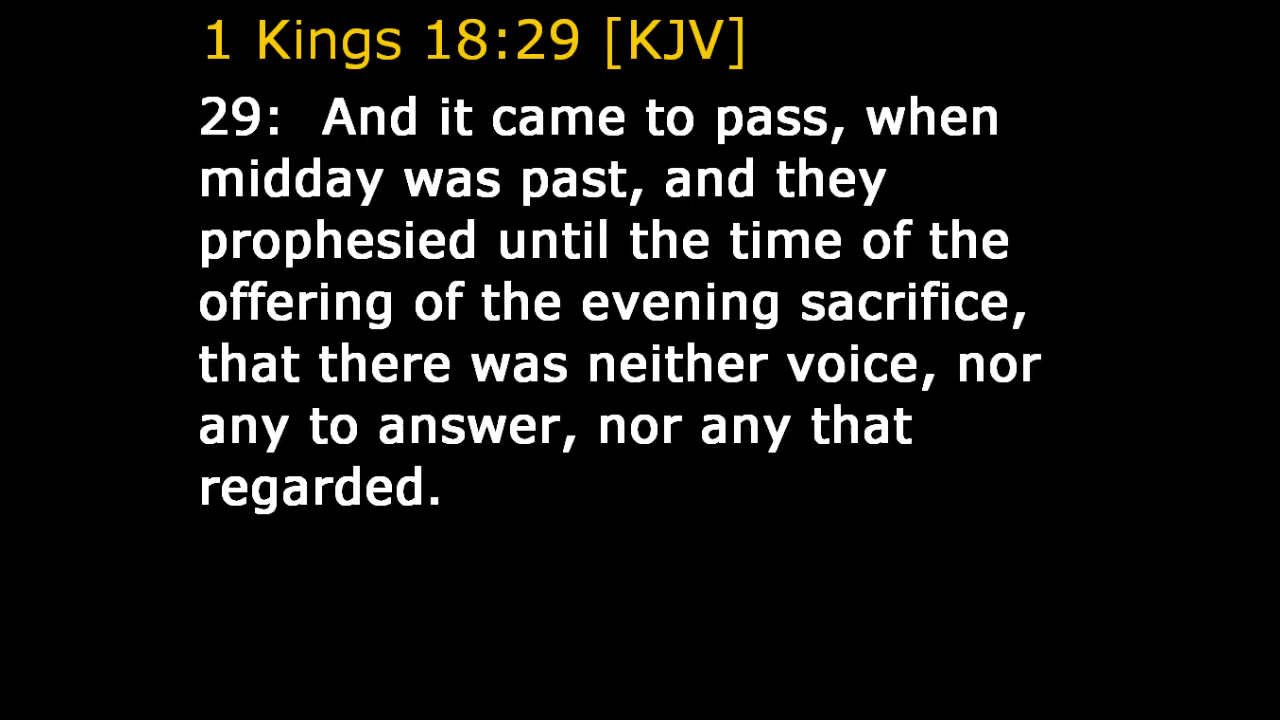 1 Kings 18:29 [KJV]
29:  And it came to pass, when
midday was past, and they
prophesied until the time of the
offering of the evening sacrifice,
that there was neither voice, nor
any to answer, nor any that
regarded.